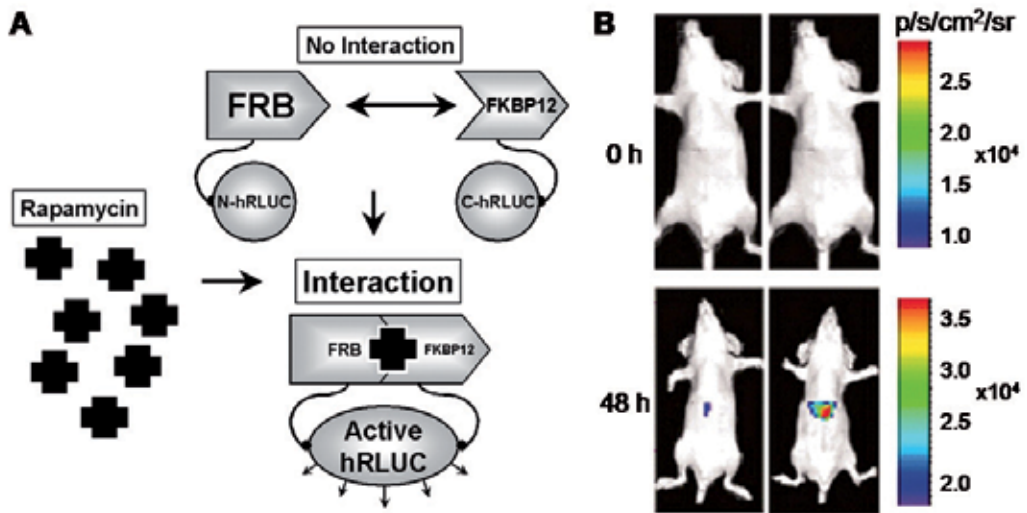 A
No Interaction
FRB
FKBP12
N-hRLUC
C-hRLUC
Rapamycin
Interaction
FRB
FKBP12
Active
hRLUC
B
p/s/cm²/sr
0 h
2.5
2.0
x10⁴
1.5
1.0
48 h
3.5
3.0
x10⁴
2.5
2.0